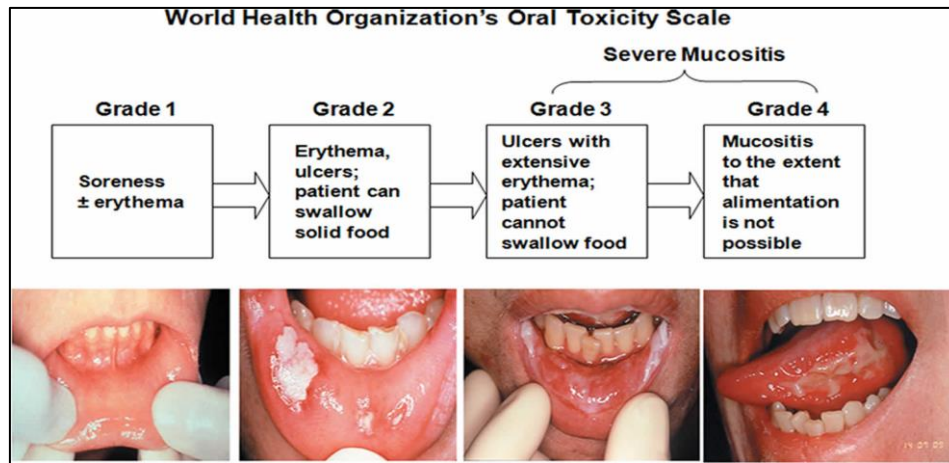 World Health Organization's Oral Toxicity Scale
Severe Mucositis
Grade 1
Grade 2
Grade 3
Grade 4
Soreness
± erythema
Erythema,
ulcers;
patient can
swallow
solid food
Ulcers with
extensive
erythema;
patient
cannot
swallow food
Mucositis
to the extent
that
alimentation
is not
possible